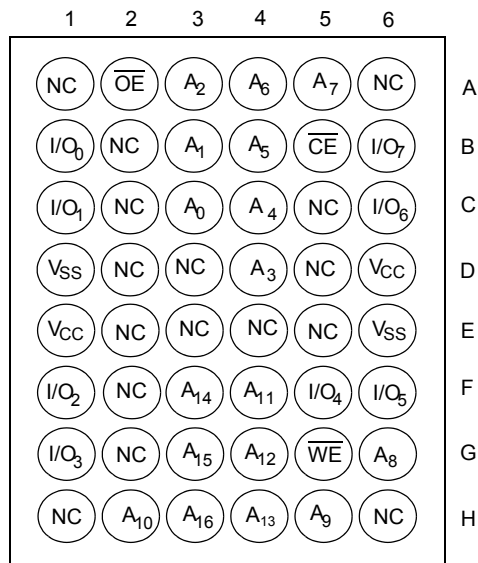 1 2 3 4 5 6
NC OE A2 A6 A7 NC A
I/O0 NC A1 A5 CE I/O7 B
I/O1 NC A0 A4 NC I/O6 C
VSS NC NC A3 NC VCC D
VCC NC NC NC NC VSS E
I/O2 NC A14 A11 I/O4 I/O5 F
I/O3 NC A15 A12 WE A8 G
NC A10 A16 A13 A9 NC H